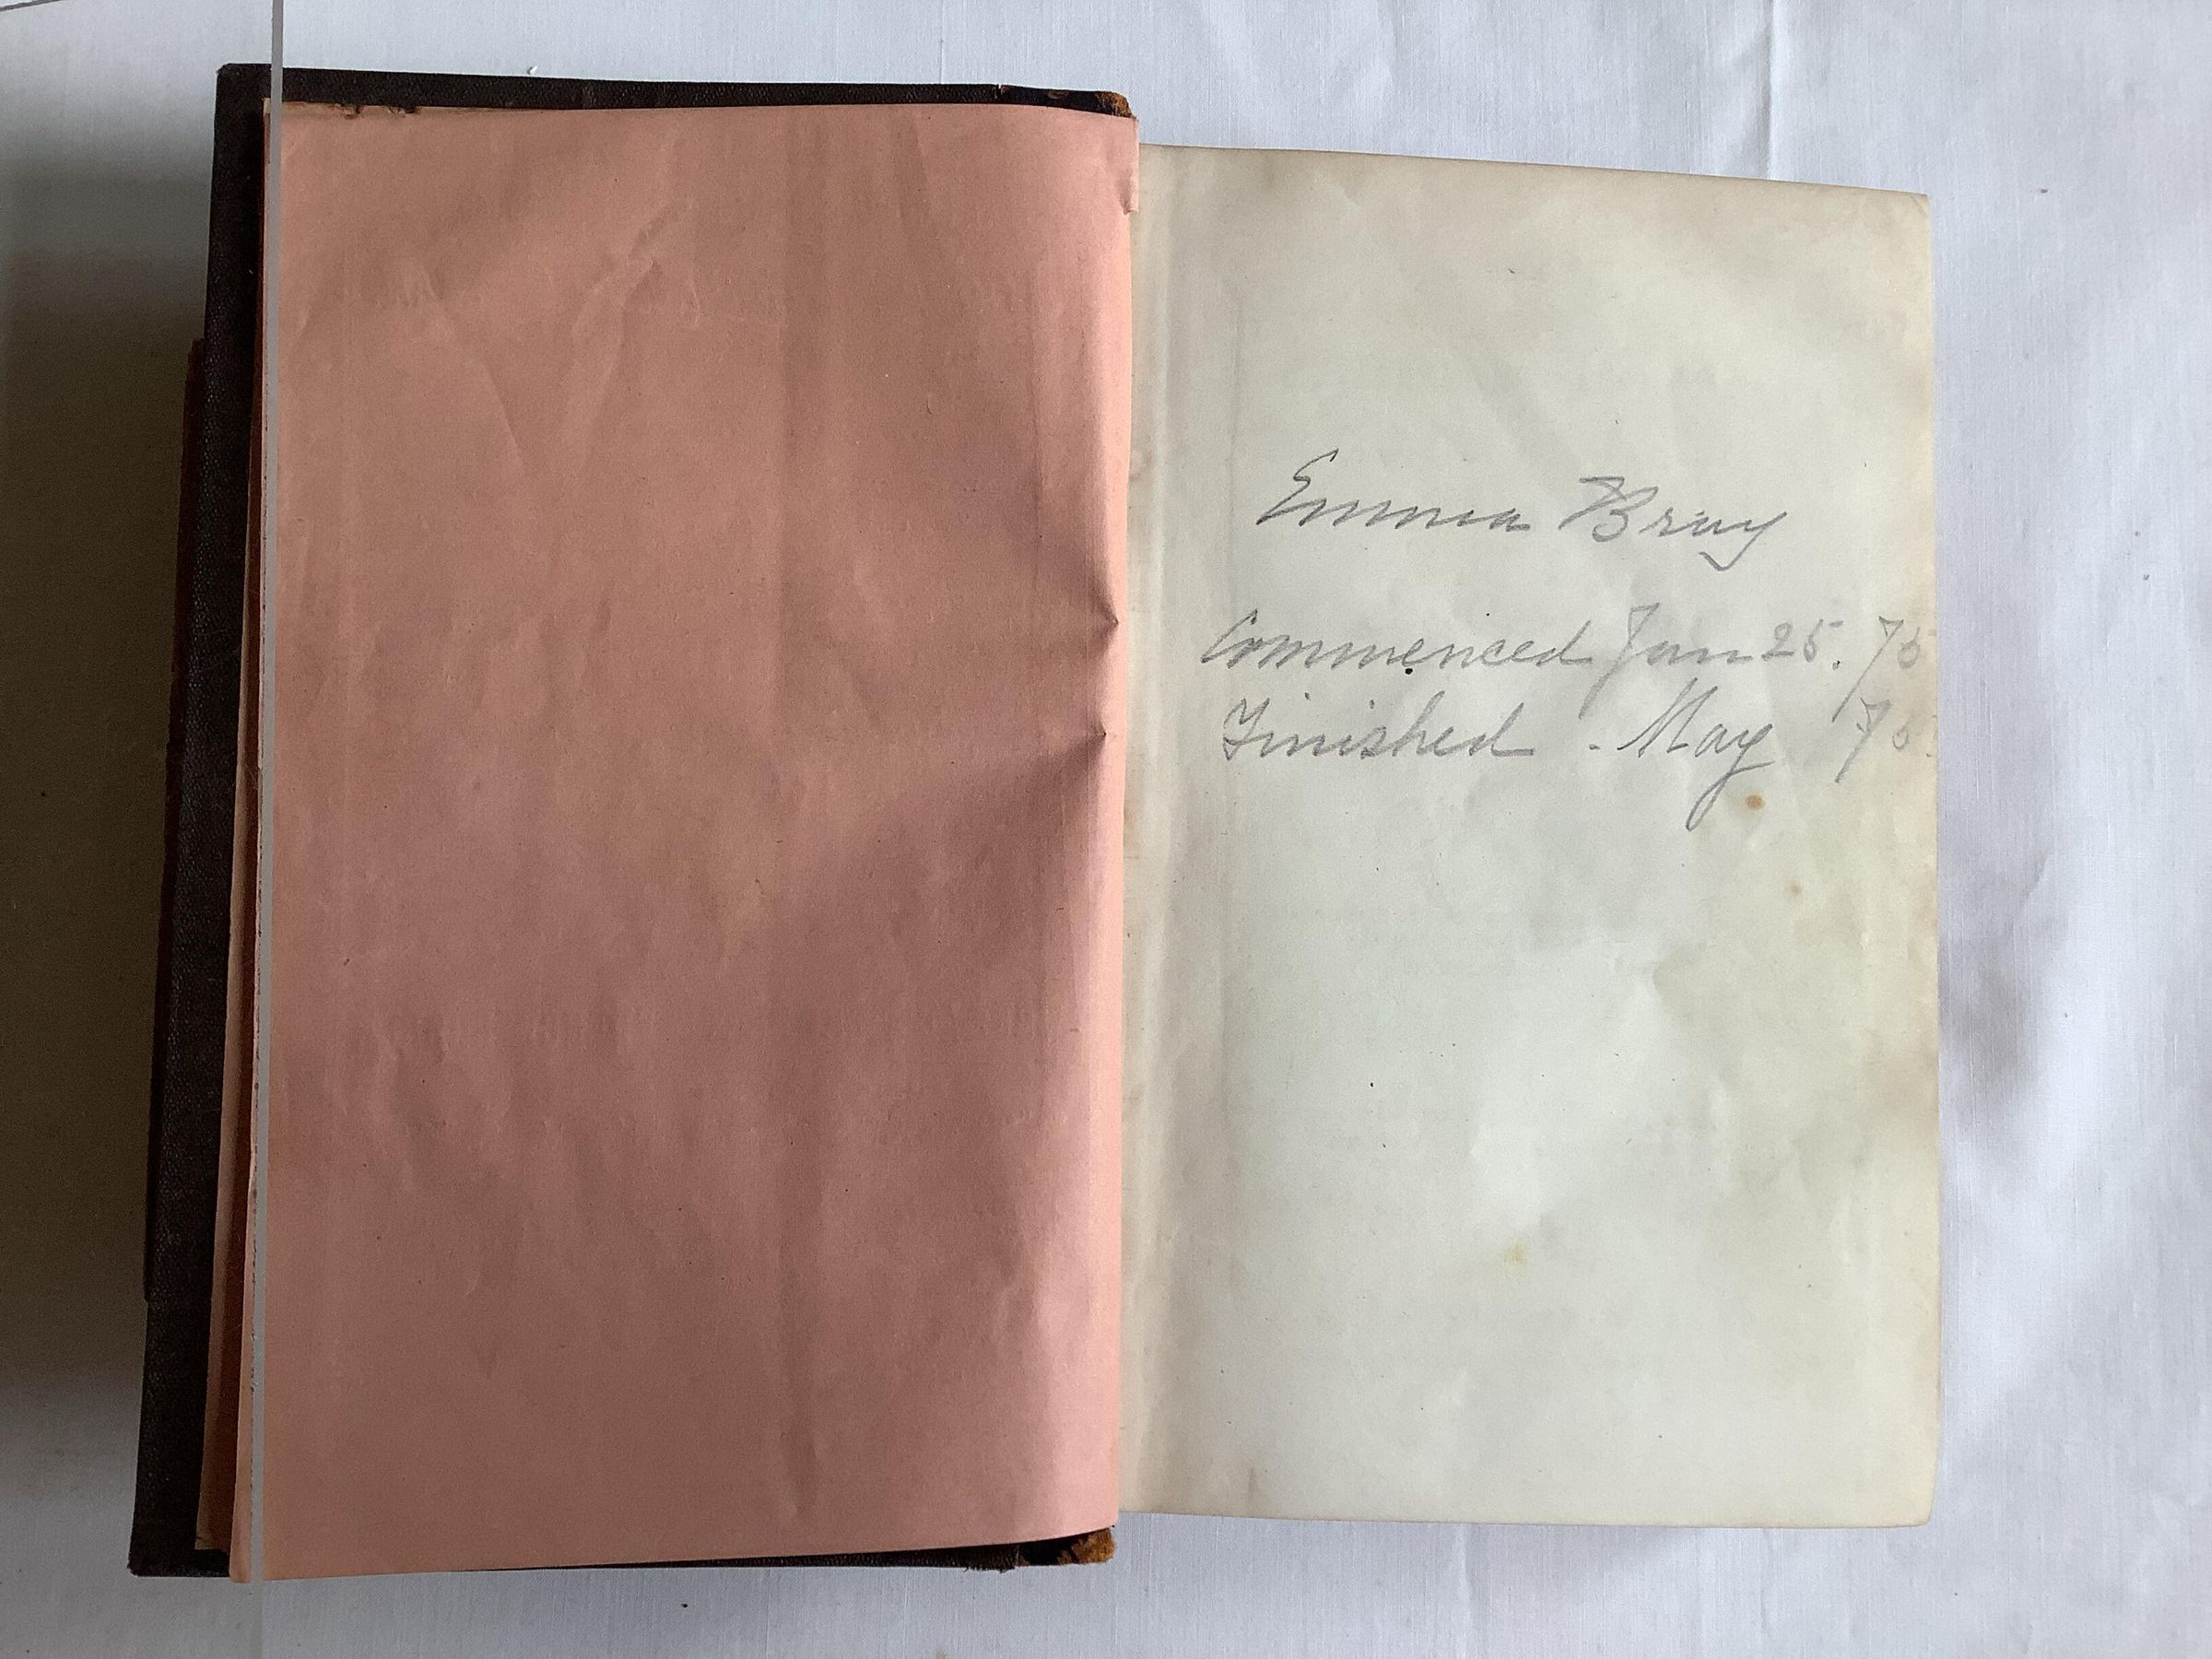 Emma Bray
Commenced Jan 25. 75
Finished - May 75